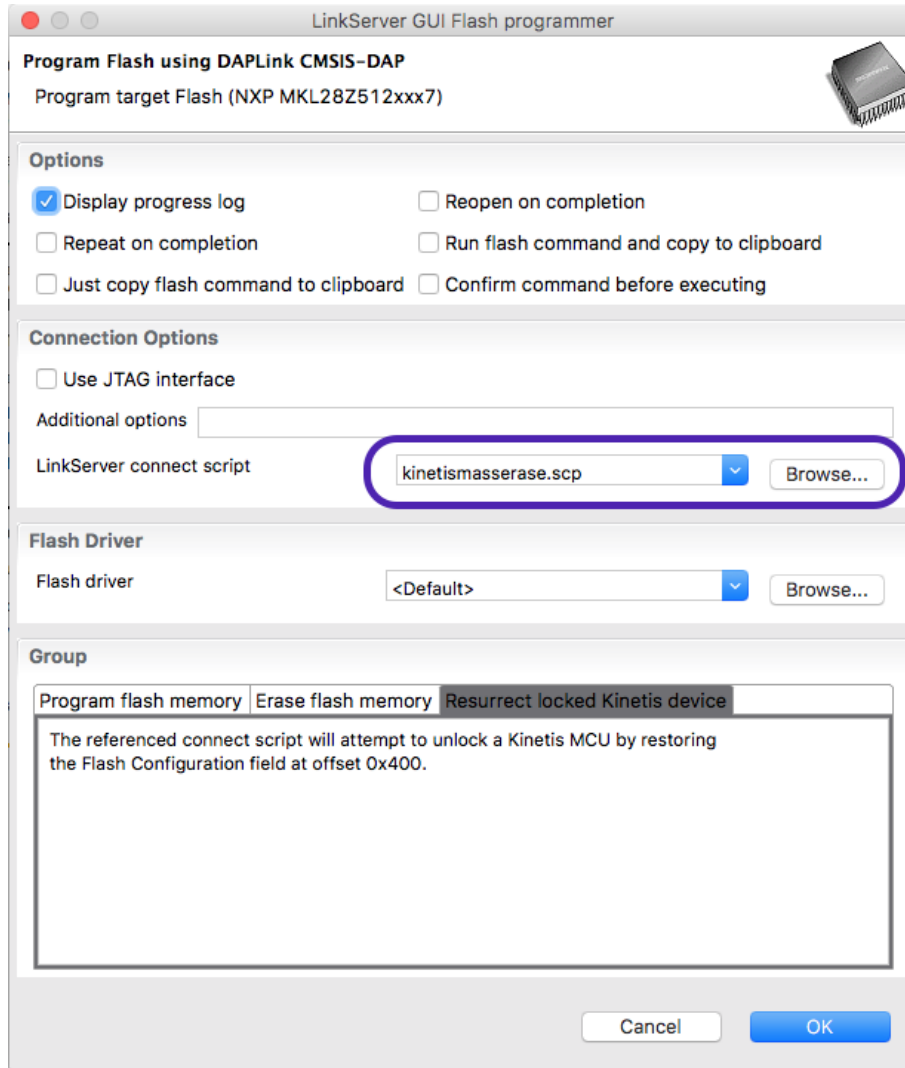 LinkServer GUI Flash programmer
Program Flash using DAPLink CMSIS-DAP
Program target Flash (NXP MKL28Z512xxx7)
Options
Display progress log
Reopen on completion
Repeat on completion
Run flash command and copy to clipboard
Just copy flash command to clipboard
Confirm command before executing
Connection Options
Use JTAG interface
Additional options
LinkServer connect script
kinetismasserase.scp
Browse...
Flash Driver
Flash driver
<Default>
Browse...
Group
Program flash memory
Erase flash memory
Resurrect locked Kinetis device
The referenced connect script will attempt to unlock a Kinetis MCU by restoring
the Flash Configuration field at offset 0x400.
Cancel
OK